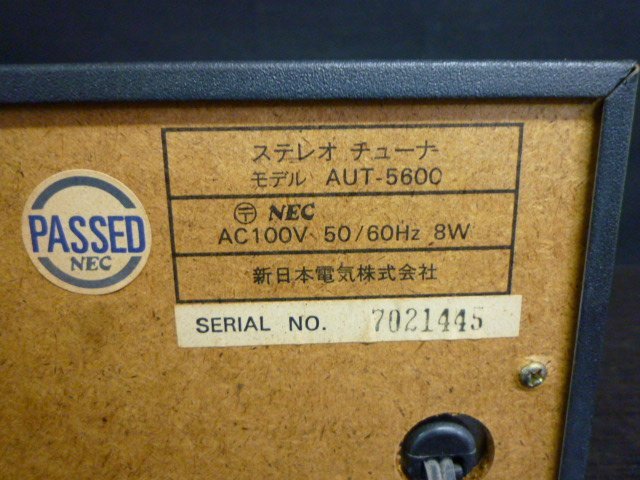 ステレオ チューナ
モデル AUT-5600
〒 NEC
AC100V 50/60Hz 8W
新日本電気株式会社
SERIAL NO. 7021445
PASSED
NEC